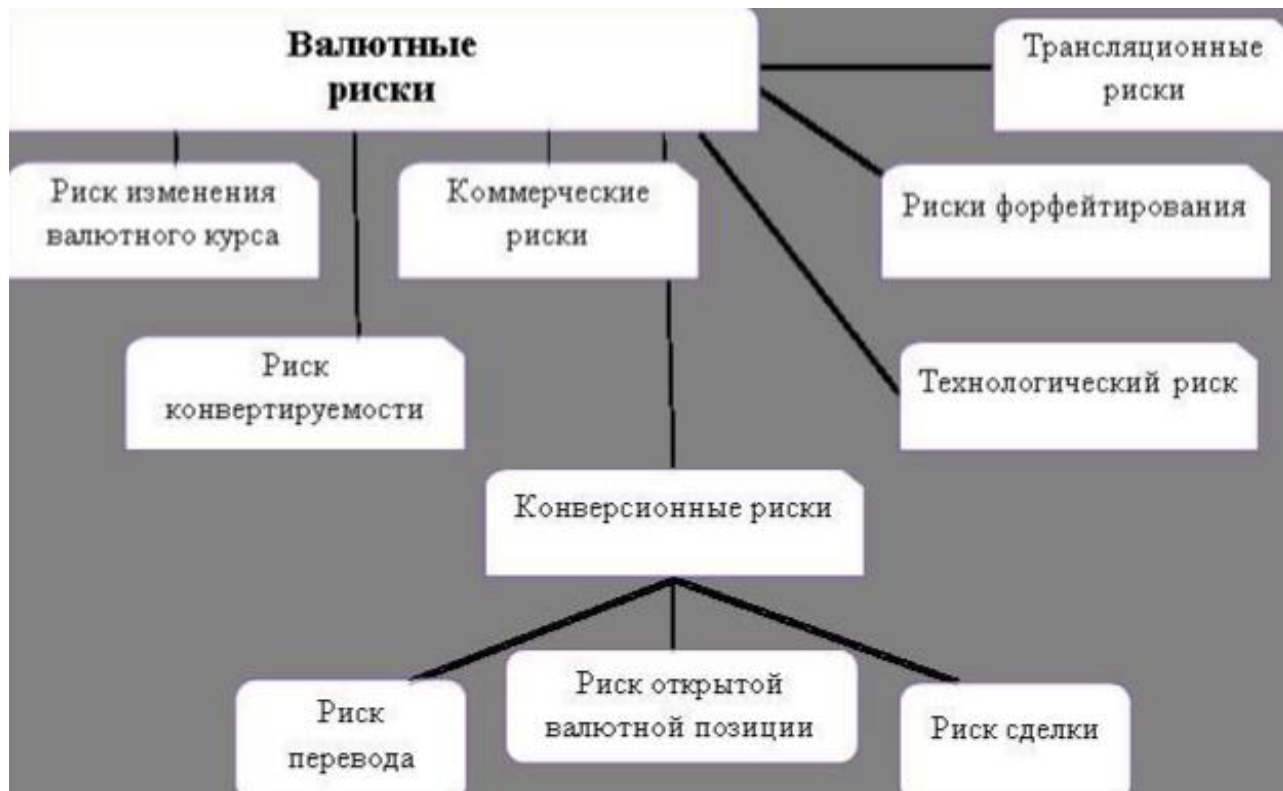 Валютные
риски
Трансляционные
риски
Риск изменения
валютного курса
Коммерческие
риски
Риски форфейтирования
Риск
конвертируемости
Технологический риск
Конверсионные риски
Риск
перевода
Риск открытой
валютной позиции
Риск сделки